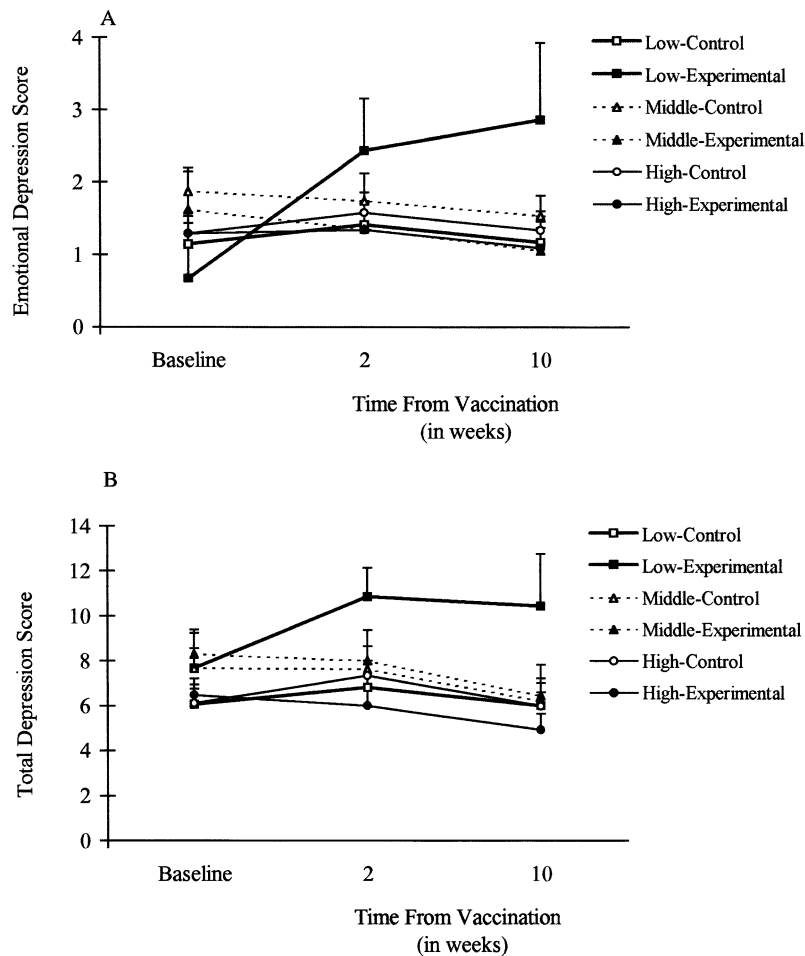 A
Emotional Depression Score
4
3
2
1
0
Baseline
2
10
Time From Vaccination
(in weeks)
Low-Control
Low-Experimental
Middle-Control
Middle-Experimental
High-Control
High-Experimental
B
Total Depression Score
14
12
10
8
6
4
2
0
Baseline
2
10
Time From Vaccination
(in weeks)
Low-Control
Low-Experimental
Middle-Control
Middle-Experimental
High-Control
High-Experimental